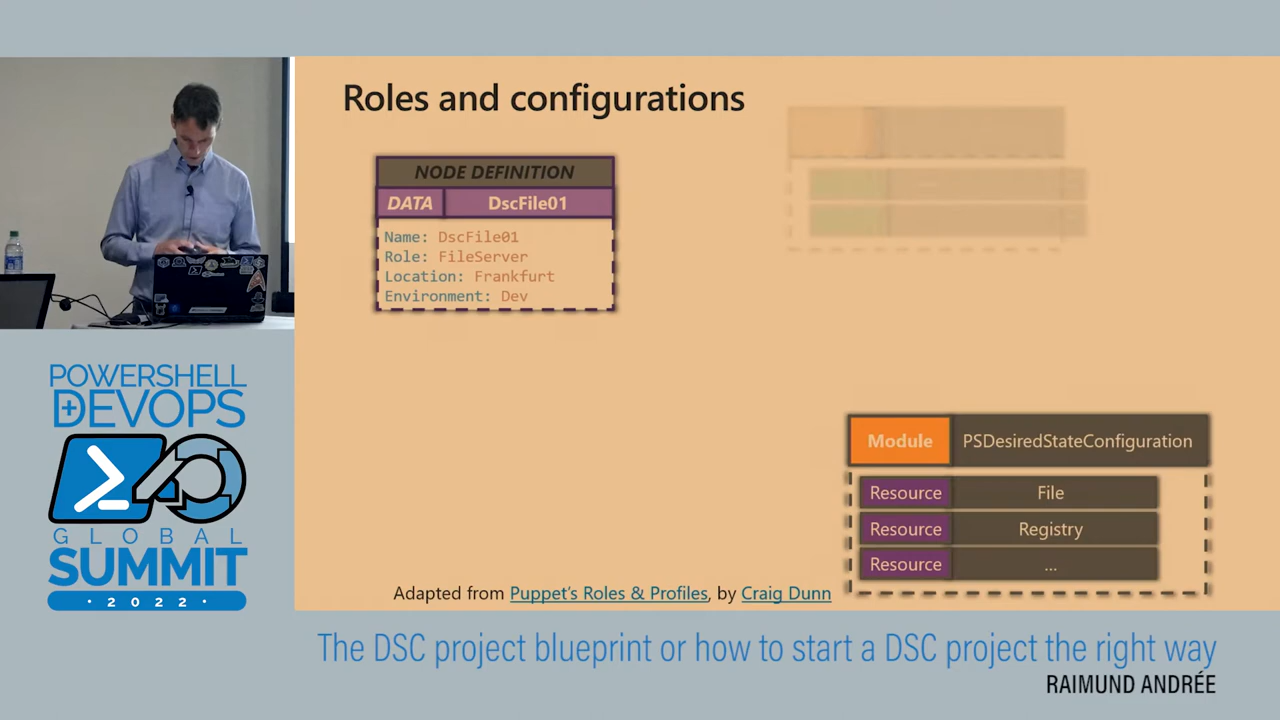 Roles and configurations
NODE DEFINITION
DATA DscFile01
Name: DscFile01
Role: FileServer
Location: Frankfurt
Environment: Dev
Module PSDesiredStateConfiguration
Resource File
Resource Registry
Resource ...
Adapted from Puppet's Roles & Profiles, by Craig Dunn
POWERSHELL
+DEVOPS
GLOBAL
SUMMIT
· 2022 ·
The DSC project blueprint or how to start a DSC project the right way
RAIMUND ANDRÉE